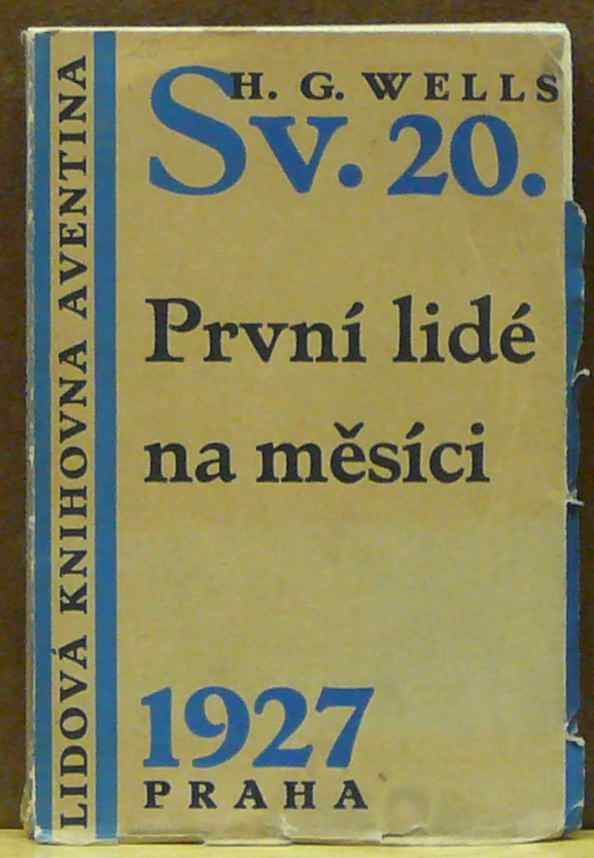 H. G. WELLS
Sv. 20.
První lidé
na měsíci
1927
PRAHA
LIDOVÁ KNIHOVNA AVENTINA